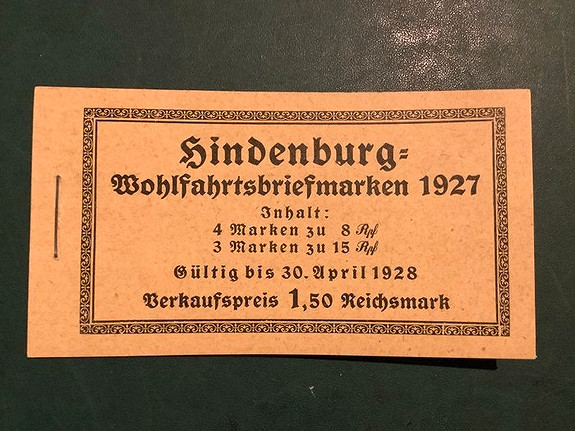 Hindenburg=
Wohlfahrtsbriefmarken 1927
Inhalt:
4 Marken zu 8 Rpf
3 Marken zu 15 Rpf
Gültig bis 30. April 1928
Verkaufspreis 1,50 Reichsmark